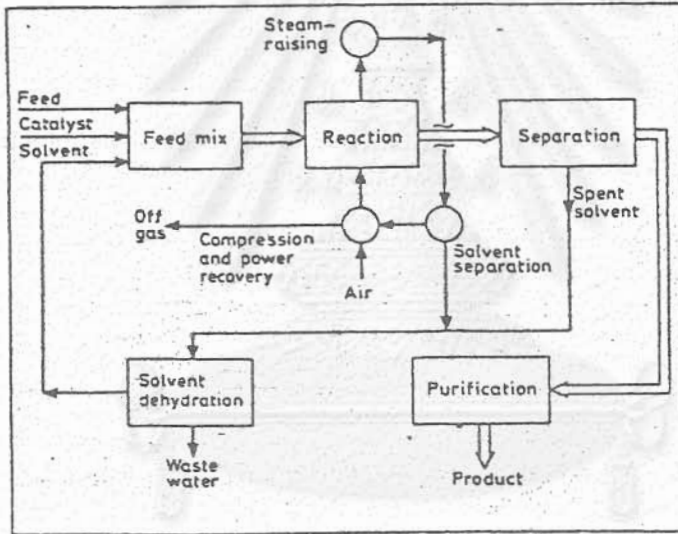 Steam-
raising
Feed
Catalyst
Solvent
Feed mix
Reaction
Separation
Off
gas
Compression
and power
recovery
Air
Solvent
separation
Spent
solvent
Solvent
dehydration
Purification
Waste
water
Product